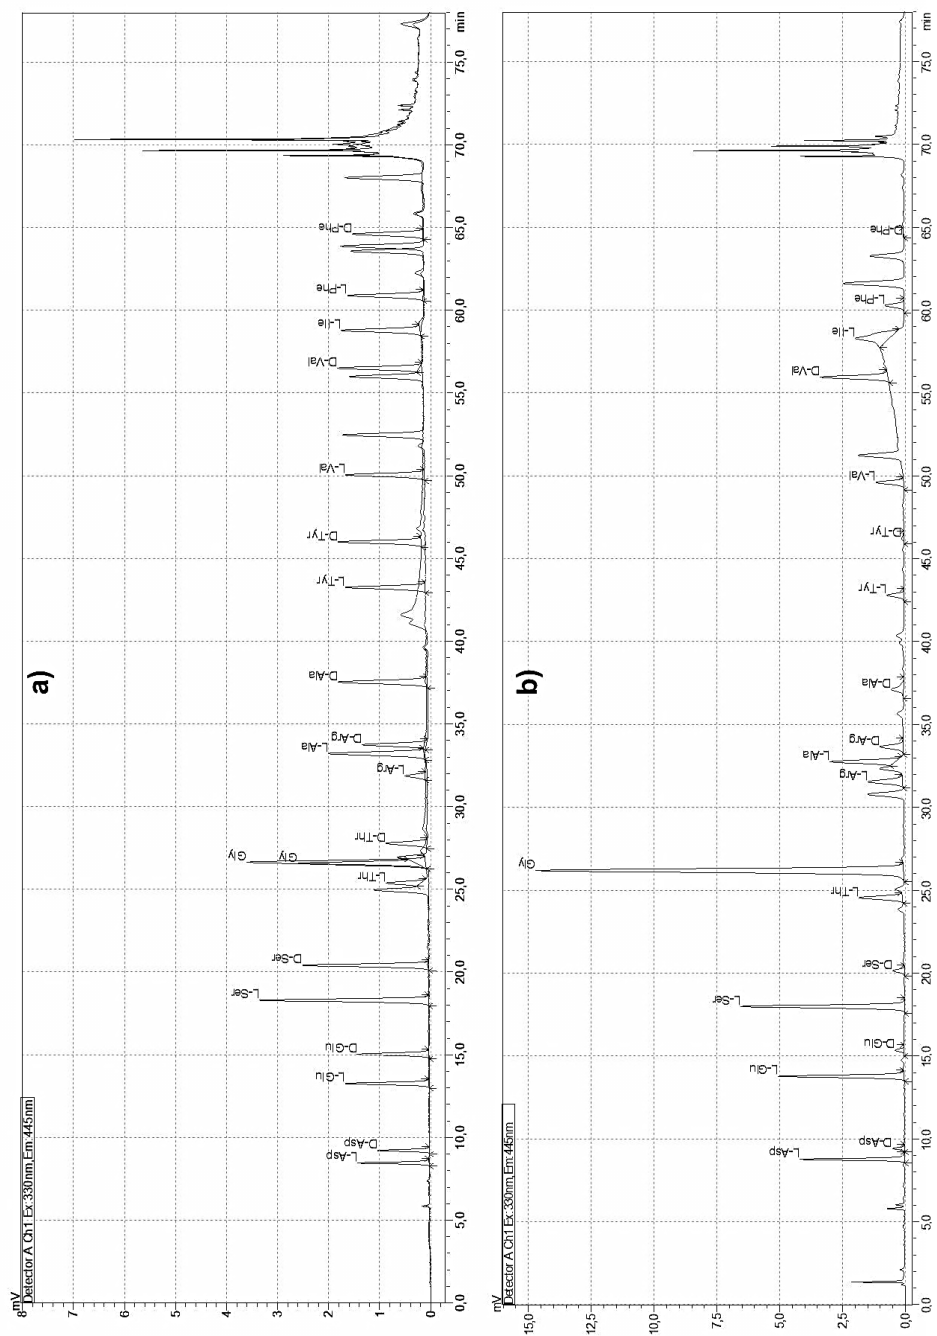 a)
mV
Detector A Ch1 Ex:330nm,Em:445nm
8
7
6
5
4
3
2
1
0
L-Asp
D-Asp
L-Glu
D-Glu
L-Ser
D-Ser
L-Thr
Gly
Gly
D-Thr
L-Arg
L-Ala
D-Arg
D-Ala
L-Tyr
D-Tyr
L-Val
D-Val
L-Ile
L-Phe
D-Phe
0,0 5,0 10,0 15,0 20,0 25,0 30,0 35,0 40,0 45,0 50,0 55,0 60,0 65,0 70,0 75,0 min
b)
mV
Detector A Ch1 Ex:330nm,Em:445nm
15,0
12,5
10,0
7,5
5,0
2,5
0,0
L-Asp
D-Asp
L-Glu
D-Glu
L-Ser
D-Ser
L-Thr
Gly
L-Arg
L-Ala
D-Arg
D-Ala
L-Tyr
D-Tyr
L-Val
D-Val
L-Ile
L-Phe
D-Phe
0,0 5,0 10,0 15,0 20,0 25,0 30,0 35,0 40,0 45,0 50,0 55,0 60,0 65,0 70,0 75,0 min